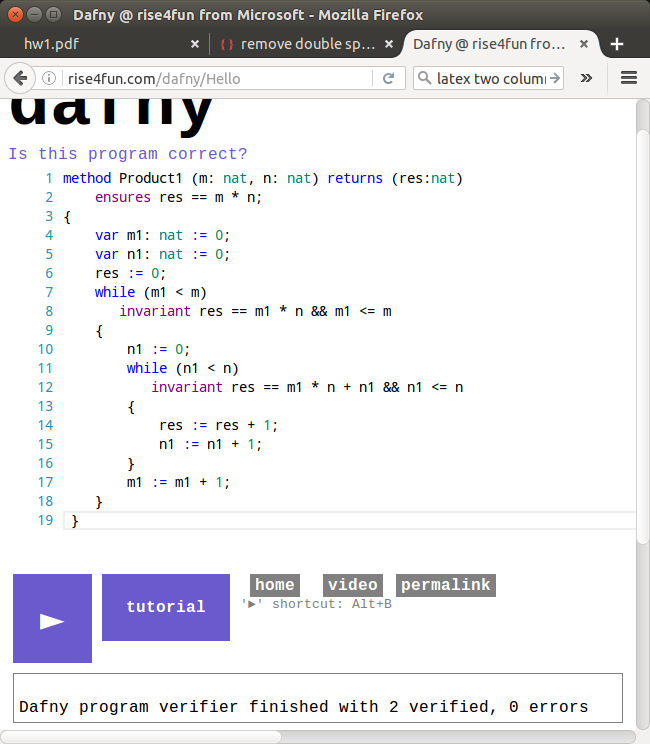 Dafny @ rise4fun from Microsoft - Mozilla Firefox
hw1.pdf × { } remove double sp... × Dafny @ rise4fun fro... × +
rise4fun.com/dafny/Hello latex two column »
dafny
Is this program correct?
1 method Product1 (m: nat, n: nat) returns (res:nat)
2 ensures res == m * n;
3 {
4 var m1: nat := 0;
5 var n1: nat := 0;
6 res := 0;
7 while (m1 < m)
8 invariant res == m1 * n && m1 <= m
9 {
10 n1 := 0;
11 while (n1 < n)
12 invariant res == m1 * n + n1 && n1 <= n
13 {
14 res := res + 1;
15 n1 := n1 + 1;
16 }
17 m1 := m1 + 1;
18 }
19 }
► tutorial home video permalink
'►' shortcut: Alt+B
Dafny program verifier finished with 2 verified, 0 errors